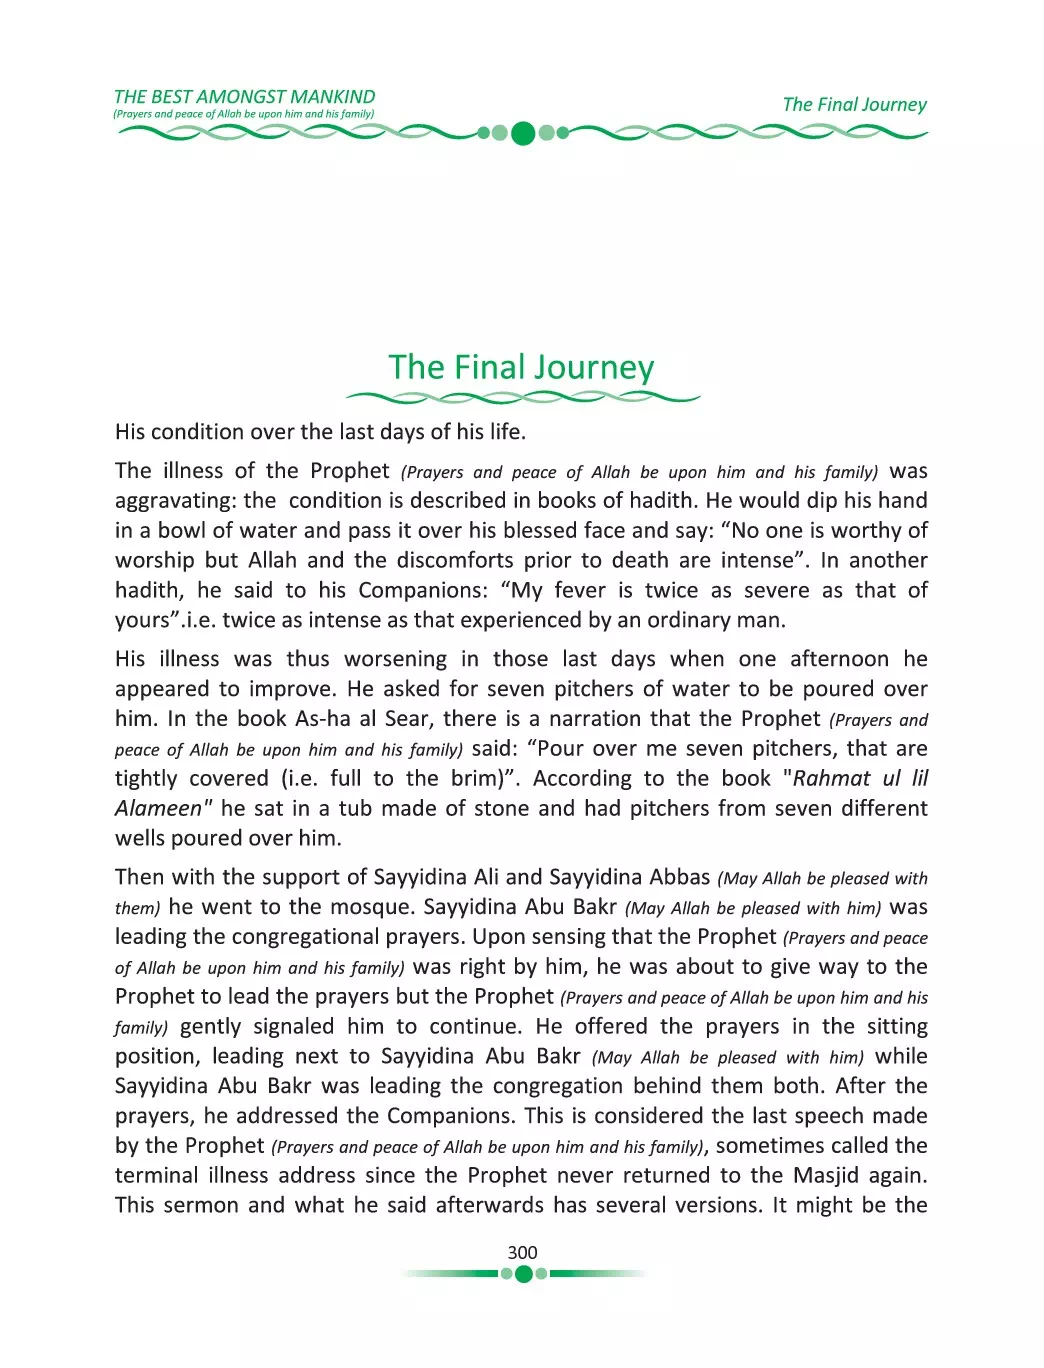 THE BEST AMONGST MANKIND
(Prayers and peace of Allah be upon him and his family)
The Final Journey
The Final Journey
His condition over the last days of his life.
The illness of the Prophet (Prayers and peace of Allah be upon him and his family) was
aggravating: the condition is described in books of hadith. He would dip his hand
in a bowl of water and pass it over his blessed face and say: “No one is worthy of
worship but Allah and the discomforts prior to death are intense”. In another
hadith, he said to his Companions: “My fever is twice as severe as that of
yours”.i.e. twice as intense as that experienced by an ordinary man.
His illness was thus worsening in those last days when one afternoon he
appeared to improve. He asked for seven pitchers of water to be poured over
him. In the book As-ha al Sear, there is a narration that the Prophet (Prayers and
peace of Allah be upon him and his family) said: “Pour over me seven pitchers, that are
tightly covered (i.e. full to the brim)”. According to the book "Rahmat ul lil
Alameen" he sat in a tub made of stone and had pitchers from seven different
wells poured over him.
Then with the support of Sayyidina Ali and Sayyidina Abbas (May Allah be pleased with
them) he went to the mosque. Sayyidina Abu Bakr (May Allah be pleased with him) was
leading the congregational prayers. Upon sensing that the Prophet (Prayers and peace
of Allah be upon him and his family) was right by him, he was about to give way to the
Prophet to lead the prayers but the Prophet (Prayers and peace of Allah be upon him and his
family) gently signaled him to continue. He offered the prayers in the sitting
position, leading next to Sayyidina Abu Bakr (May Allah be pleased with him) while
Sayyidina Abu Bakr was leading the congregation behind them both. After the
prayers, he addressed the Companions. This is considered the last speech made
by the Prophet (Prayers and peace of Allah be upon him and his family), sometimes called the
terminal illness address since the Prophet never returned to the Masjid again.
This sermon and what he said afterwards has several versions. It might be the
300